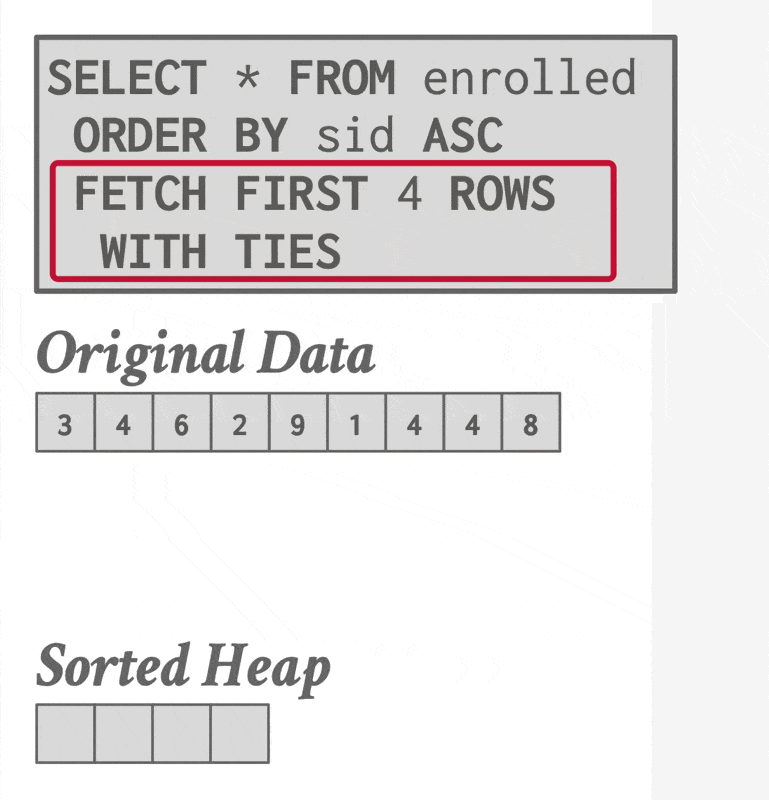 SELECT * FROM enrolled
ORDER BY sid ASC
FETCH FIRST 4 ROWS
WITH TIES
Original Data
3 4 6 2 9 1 4 4 8
Sorted Heap